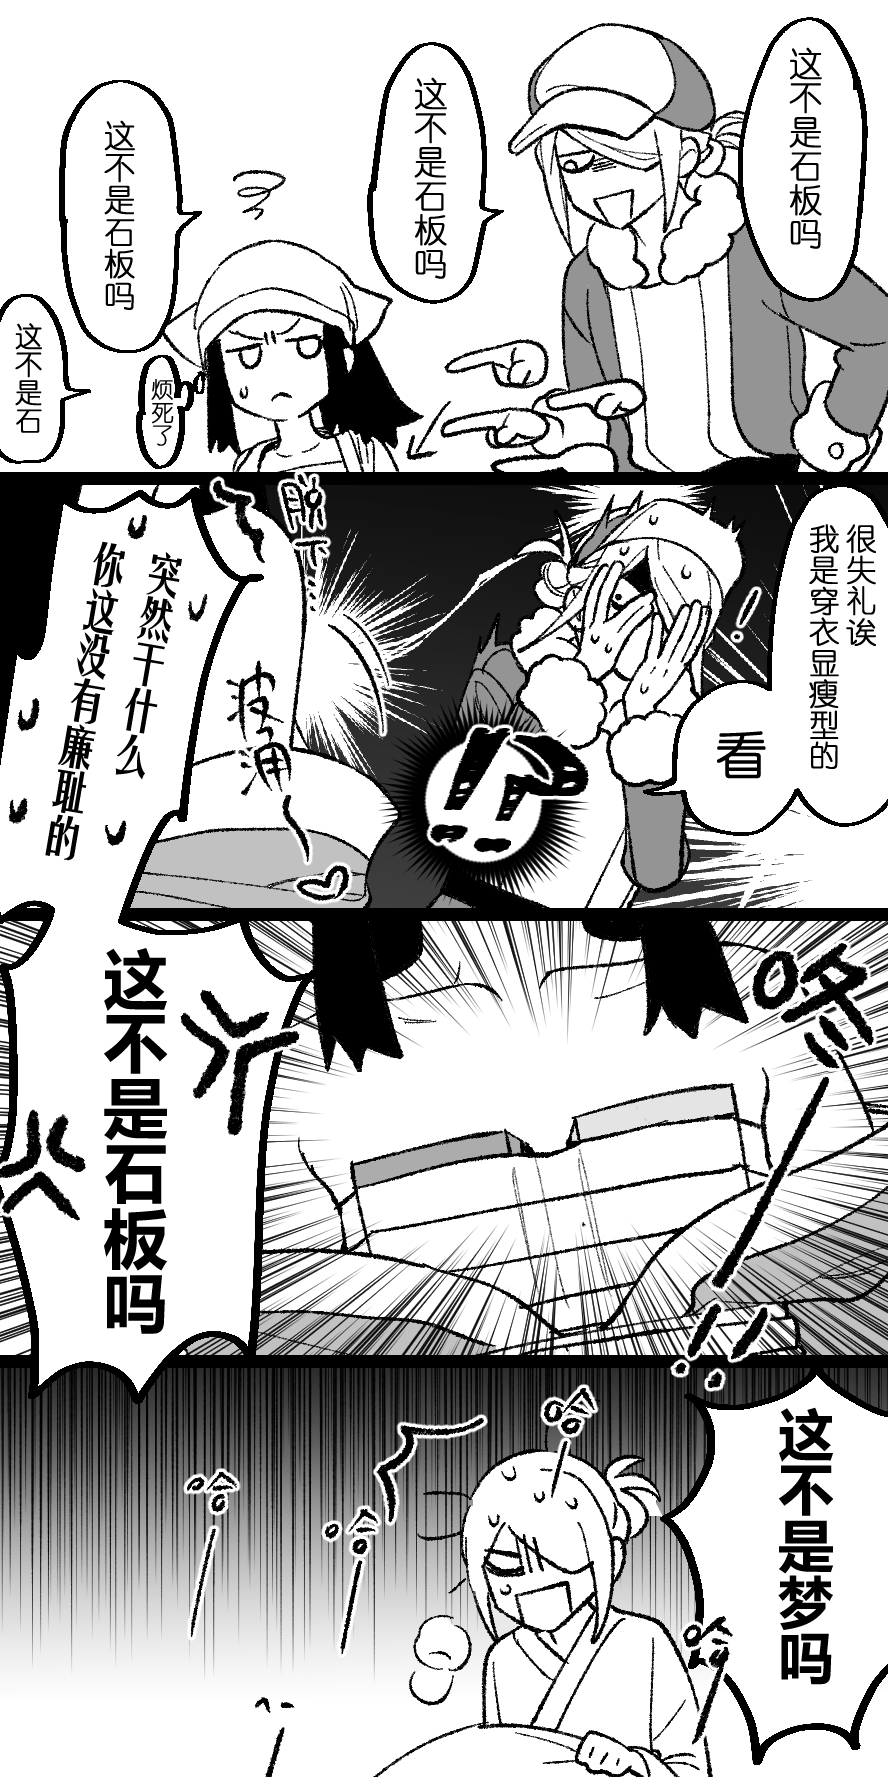 这不是石板吗
这不是石板吗
这不是石板吗
这不是石
烦死了
很失礼诶
我是穿衣显瘦型的
看
脱下…
波涌～
突然干什么
你这没有廉耻的
咚——!!
这不是石板吗
这不是梦吗
哈
哈
哈
哈